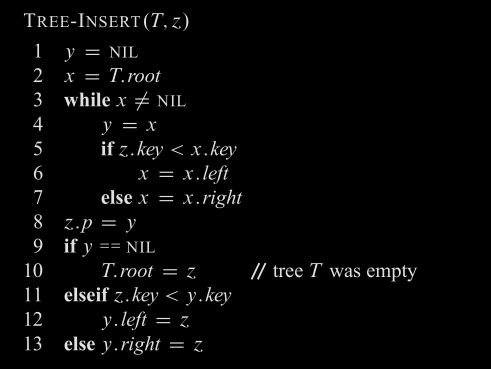 TREE-INSERT(T, z)
1 y = NIL
2 x = T.root
3 while x ≠ NIL
4 y = x
5 if z.key < x.key
6 x = x.left
7 else x = x.right
8 z.p = y
9 if y == NIL
10 T.root = z // tree T was empty
11 elseif z.key < y.key
12 y.left = z
13 else y.right = z